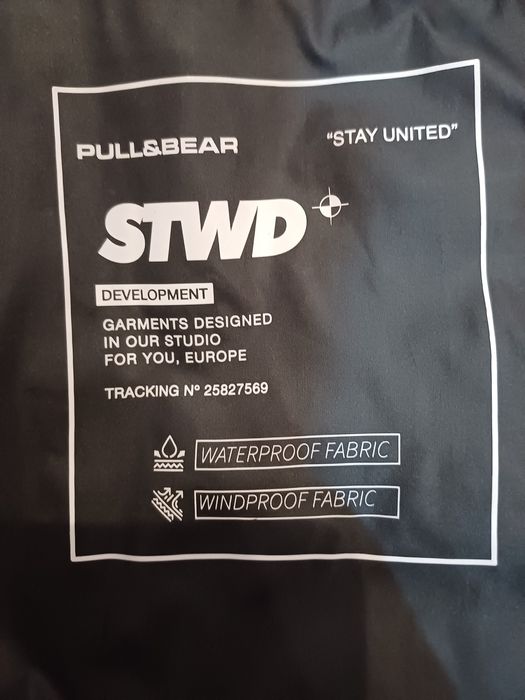 PULL&BEAR
“STAY UNITED”
STWD
DEVELOPMENT
GARMENTS DESIGNED
IN OUR STUDIO
FOR YOU, EUROPE
TRACKING Nº 25827569
WATERPROOF FABRIC
WINDPROOF FABRIC